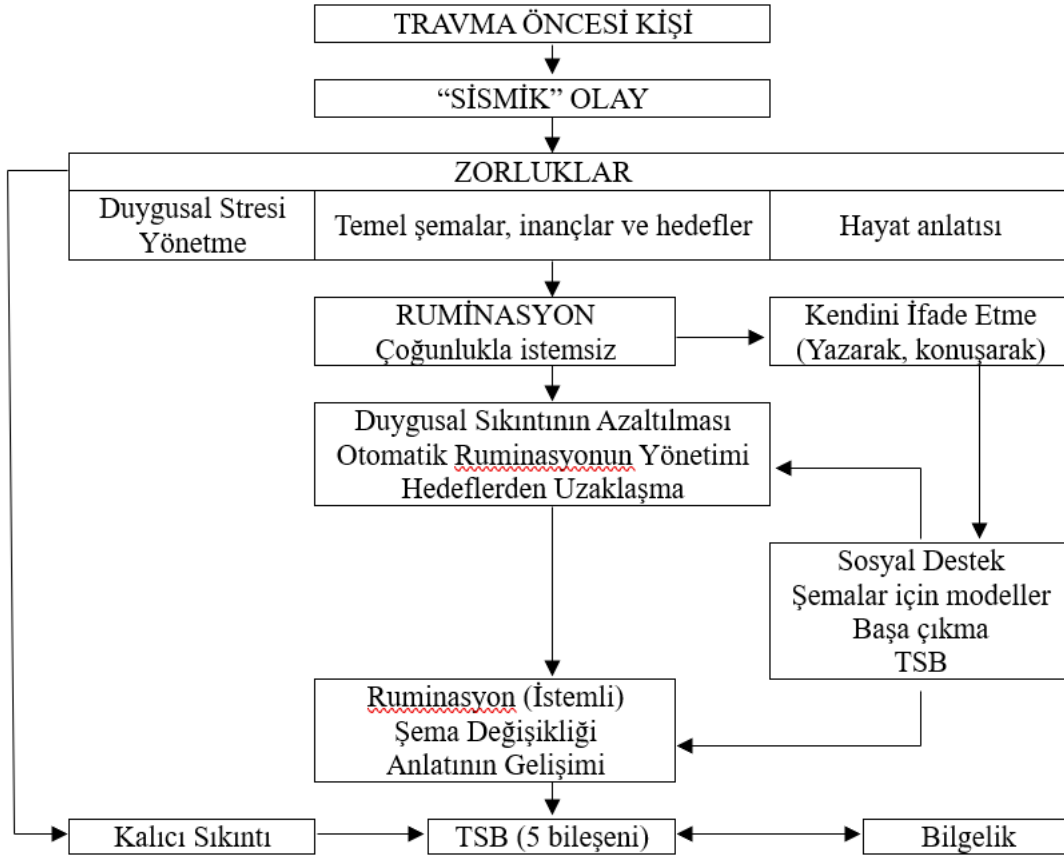 TRAVMA ÖNCESİ KİŞİ
“SİSMİK” OLAY
ZORLUKLAR
Duygusal Stresi
Yönetme
Temel şemalar, inançlar ve hedefler
Hayat anlatısı
RUMİNASYON
Çoğunlukla istemsiz
Kendini İfade Etme
(Yazarak, konuşarak)
Duygusal Sıkıntının Azaltılması
Otomatik Ruminasyonun Yönetimi
Hedeflerden Uzaklaşma
Sosyal Destek
Şemalar için modeller
Başa çıkma
TSB
Ruminasyon (İstemli)
Şema Değişikliği
Anlatının Gelişimi
Kalıcı Sıkıntı
TSB (5 bileşeni)
Bilgelik